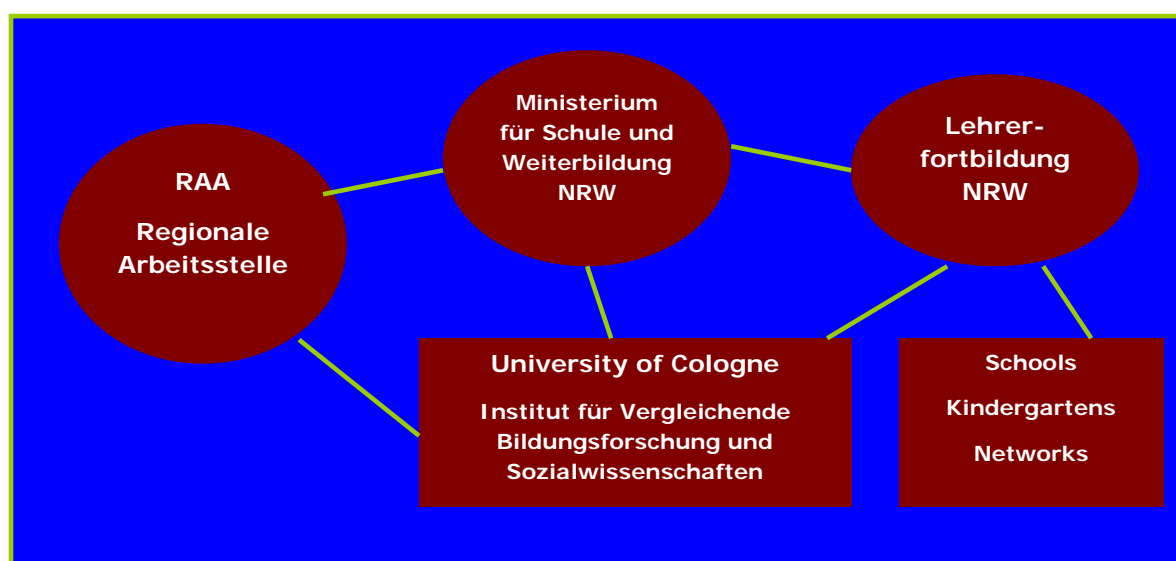 RAA
Regionale
Arbeitsstelle
Ministerium
für Schule und
Weiterbildung
NRW
Lehrer-
fortbildung
NRW
University of Cologne
Institut für Vergleichende
Bildungsforschung und
Sozialwissenschaften
Schools
Kindergartens
Networks